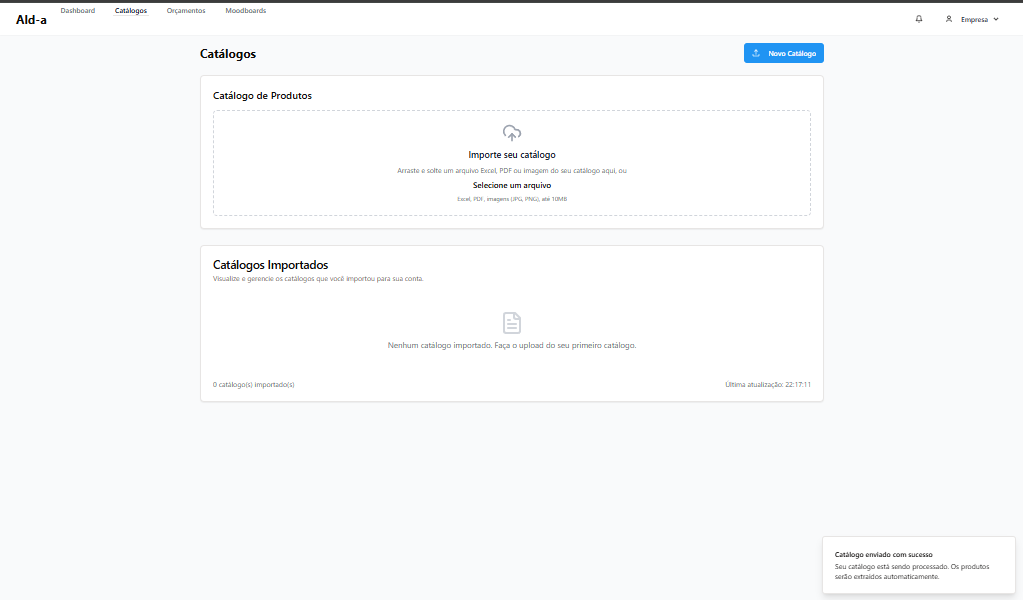 Ald-a
Dashboard
Catálogos
Orçamentos
Moodboards
Empresa
Catálogos
Novo Catálogo
Catálogo de Produtos
Importe seu catálogo
Arraste e solte um arquivo Excel, PDF ou imagem do seu catálogo aqui, ou
Selecione um arquivo
Excel, PDF, imagens (JPG, PNG), até 10MB
Catálogos Importados
Visualize e gerencie os catálogos que você importou para sua conta.
Nenhum catálogo importado. Faça o upload do seu primeiro catálogo.
0 catálogo(s) importado(s)
Última atualização: 22:17:11
Catálogo enviado com sucesso
Seu catálogo está sendo processado. Os produtos
serão extraídos automaticamente.